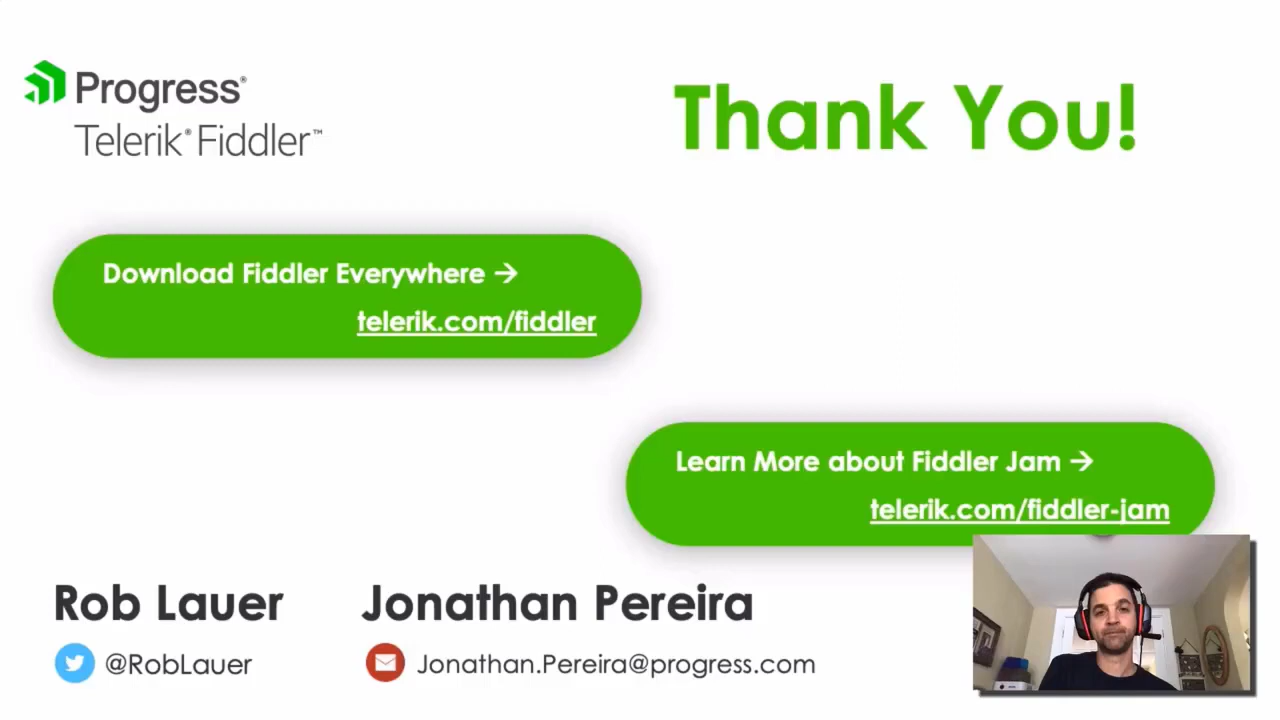 Progress®
Telerik® Fiddler™
Thank You!
Download Fiddler Everywhere →
telerik.com/fiddler
Learn More about Fiddler Jam →
telerik.com/fiddler-jam
Rob Lauer
@RobLauer
Jonathan Pereira
Jonathan.Pereira@progress.com